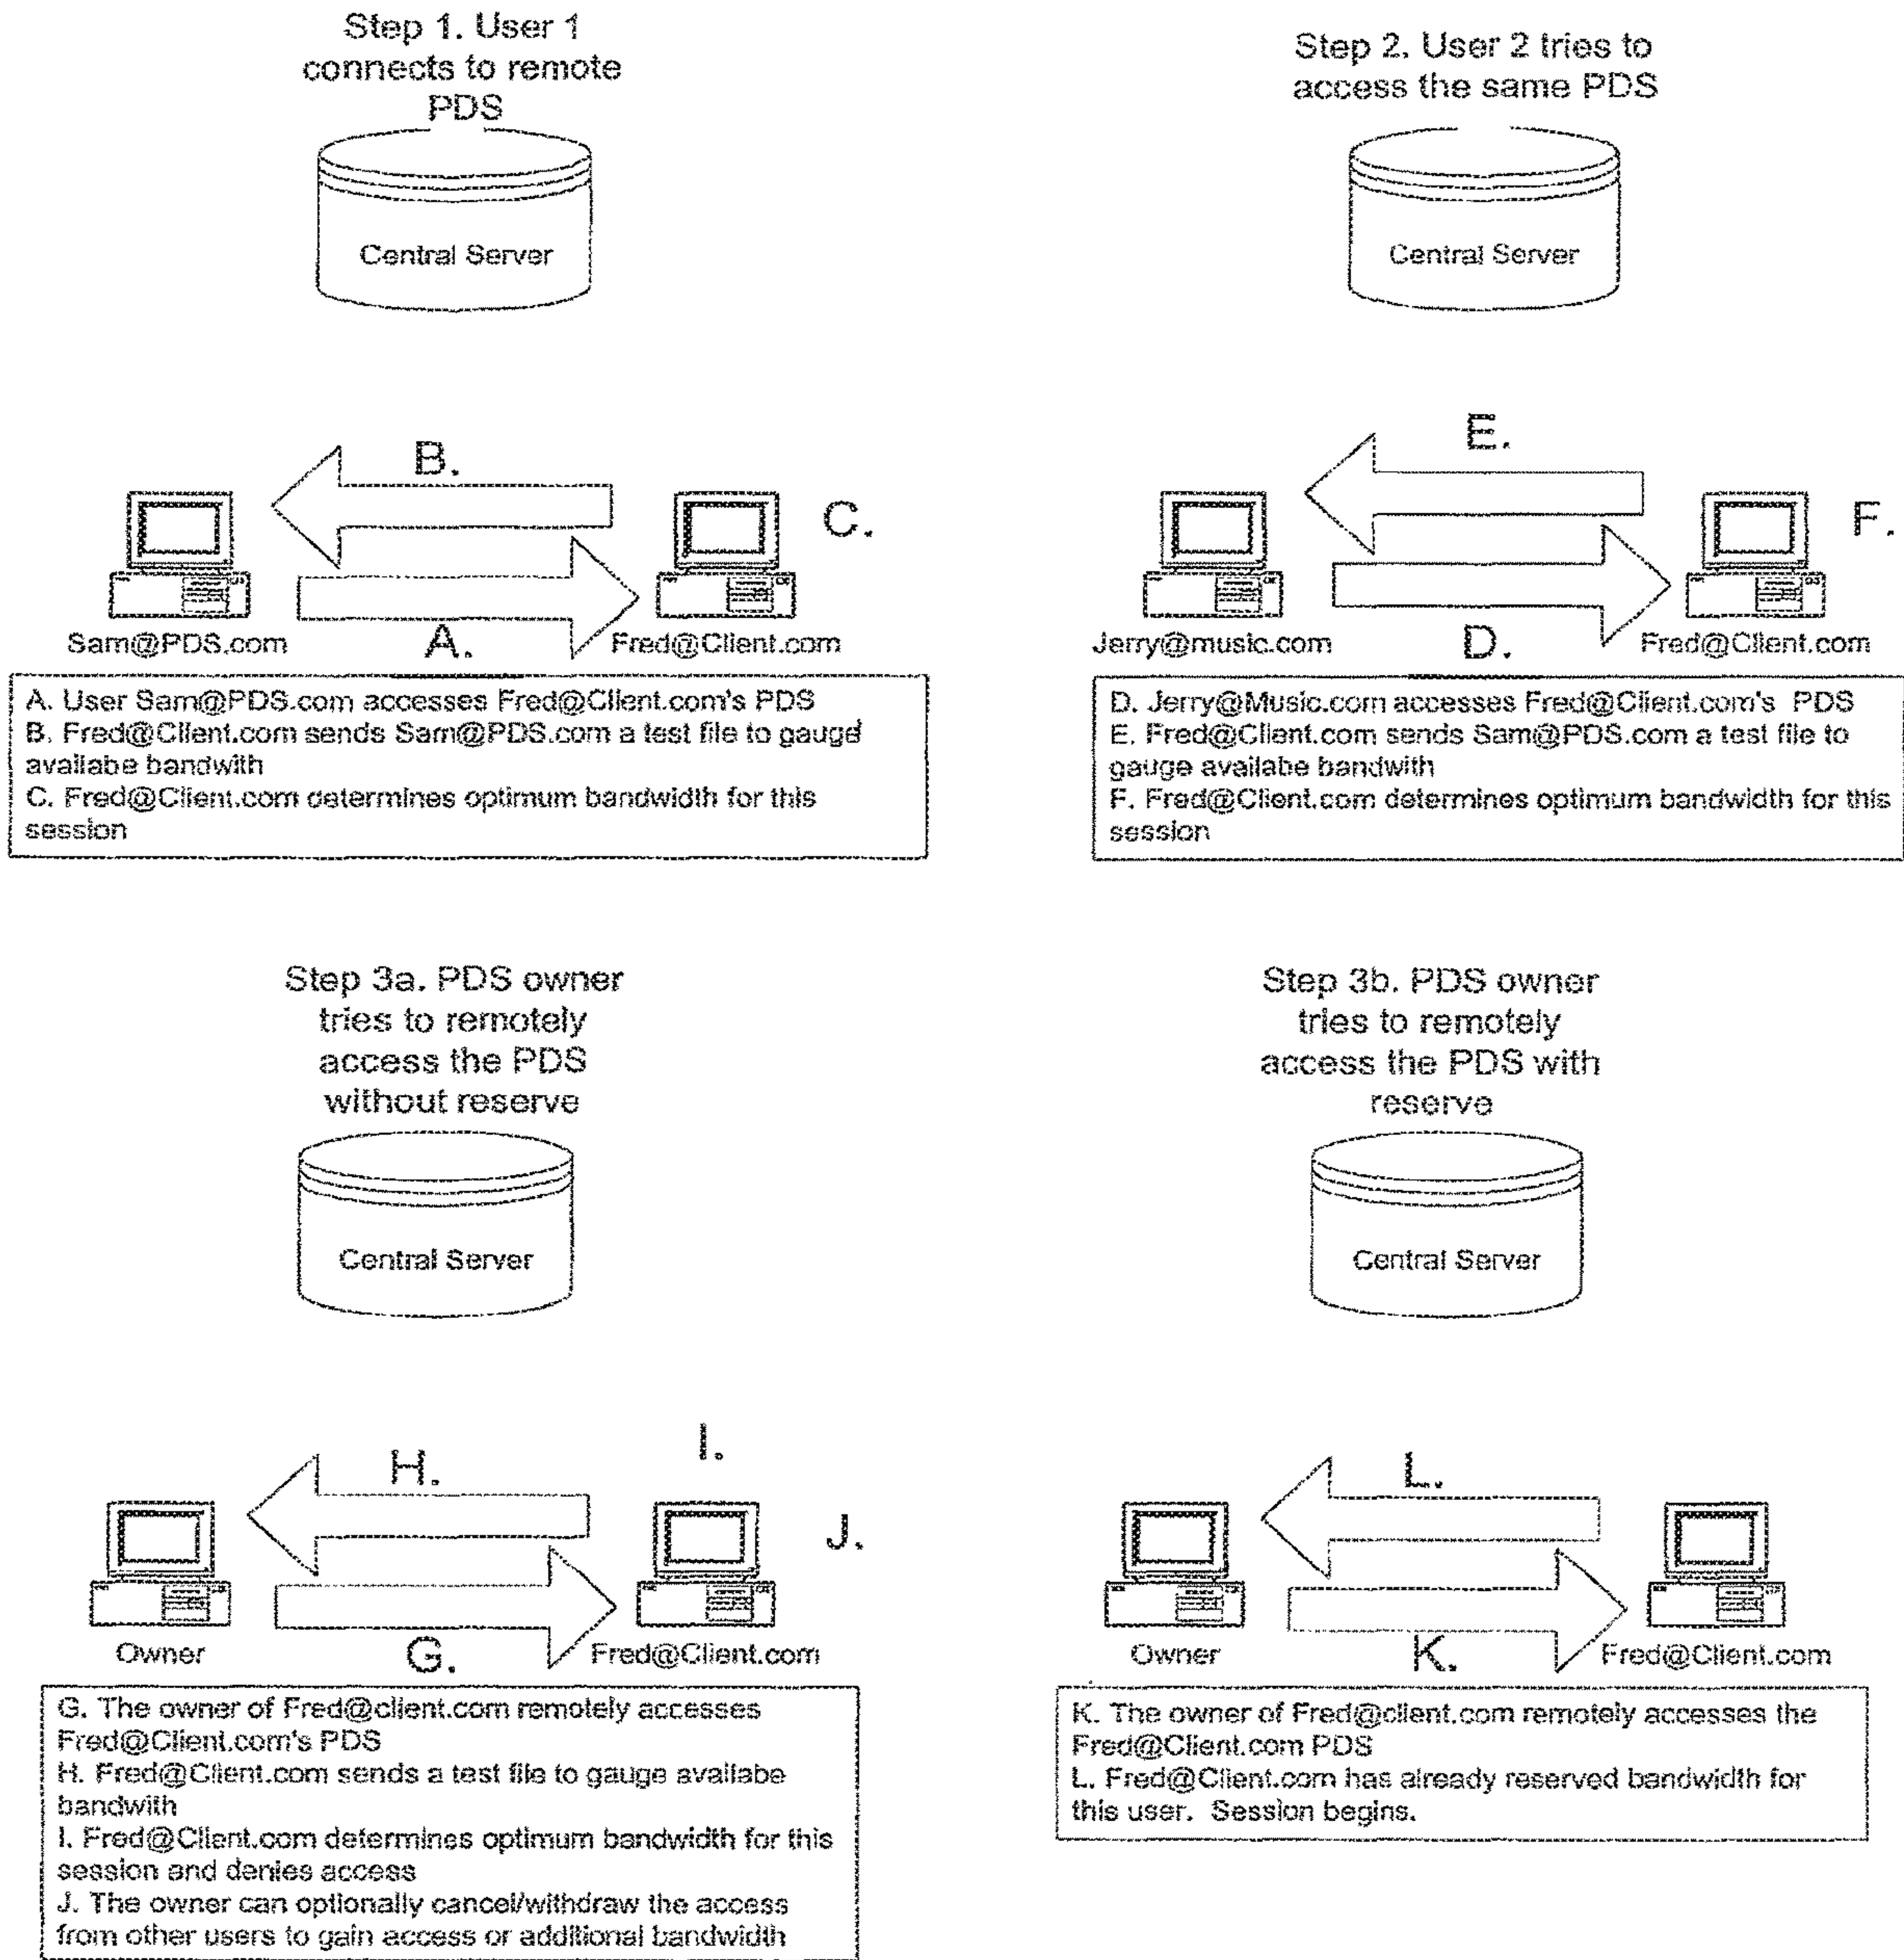 Step 1. User 1
connects to remote
PDS
Central Server
B.
C.
Sam@PDS.com
A.
Fred@Client.com
A. User Sam@PDS.com accesses Fred@Client.com's PDS
B. Fred@Client.com sends Sam@PDS.com a test file to gauge
availabe bandwith
C. Fred@Client.com determines optimum bandwidth for this
session
Step 2. User 2 tries to
access the same PDS
Central Server
E.
F.
Jerry@music.com
D.
Fred@Client.com
D. Jerry@Music.com accesses Fred@Client.com's PDS
E. Fred@Client.com sends Sam@PDS.com a test file to
gauge availabe bandwith
F. Fred@Client.com determines optimum bandwidth for this
session
Step 3a. PDS owner
tries to remotely
access the PDS
without reserve
Central Server
I.
H.
J.
Owner
G.
Fred@Client.com
G. The owner of Fred@client.com remotely accesses
Fred@Client.com's PDS
H. Fred@Client.com sends a test file to gauge availabe
bandwith
I. Fred@Client.com determines optimum bandwidth for this
session and denies access
J. The owner can optionally cancel/withdraw the access
from other users to gain access or additional bandwidth
Step 3b. PDS owner
tries to remotely
access the PDS with
reserve
Central Server
L.
Owner
K.
Fred@Client.com
K. The owner of Fred@client.com remotely accesses the
Fred@Client.com PDS
L. Fred@Client.com has already reserved bandwidth for
this user. Session begins.